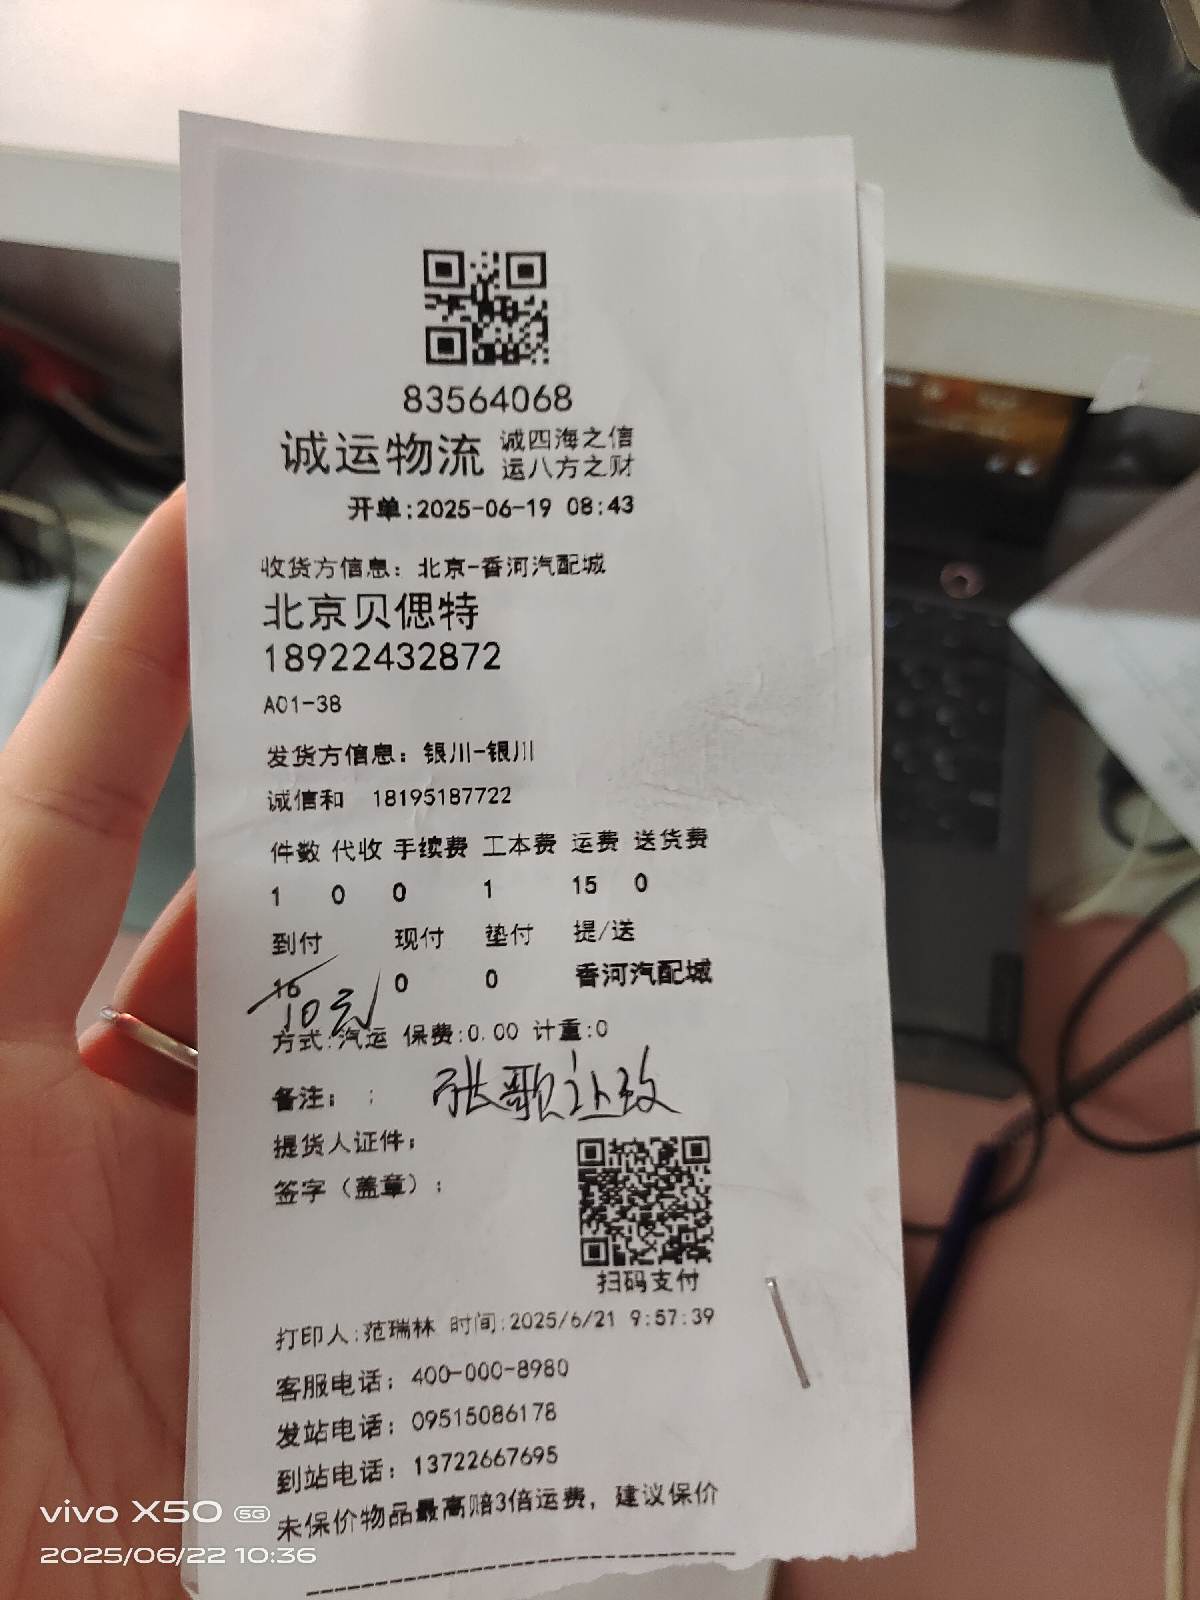 83564068
诚运物流 诚四海之信
运八方之财
开单:2025-06-19 08:43
收货方信息: 北京-香河汽配城
北京贝偲特
18922432872
A01-38
发货方信息: 银川-银川
诚信和 18195187722
件数 代收 手续费 工本费 运费 送货费
1 0 0 1 15 0
到付 现付 垫付 提/送
16 0 0 香河汽配城
10元
方式:汽运 保费:0.00 计重:0
备注: : 张歌
提货人证件:
签字（盖章）:
扫码支付
打印人:范瑞林 时间:2025/6/21 9:57:39
客服电话: 400-000-8980
发站电话: 09515086178
到站电话: 13722667695
未保价物品最高赔3倍运费，建议保价
vivo X50 5G
2025/06/22 10:36